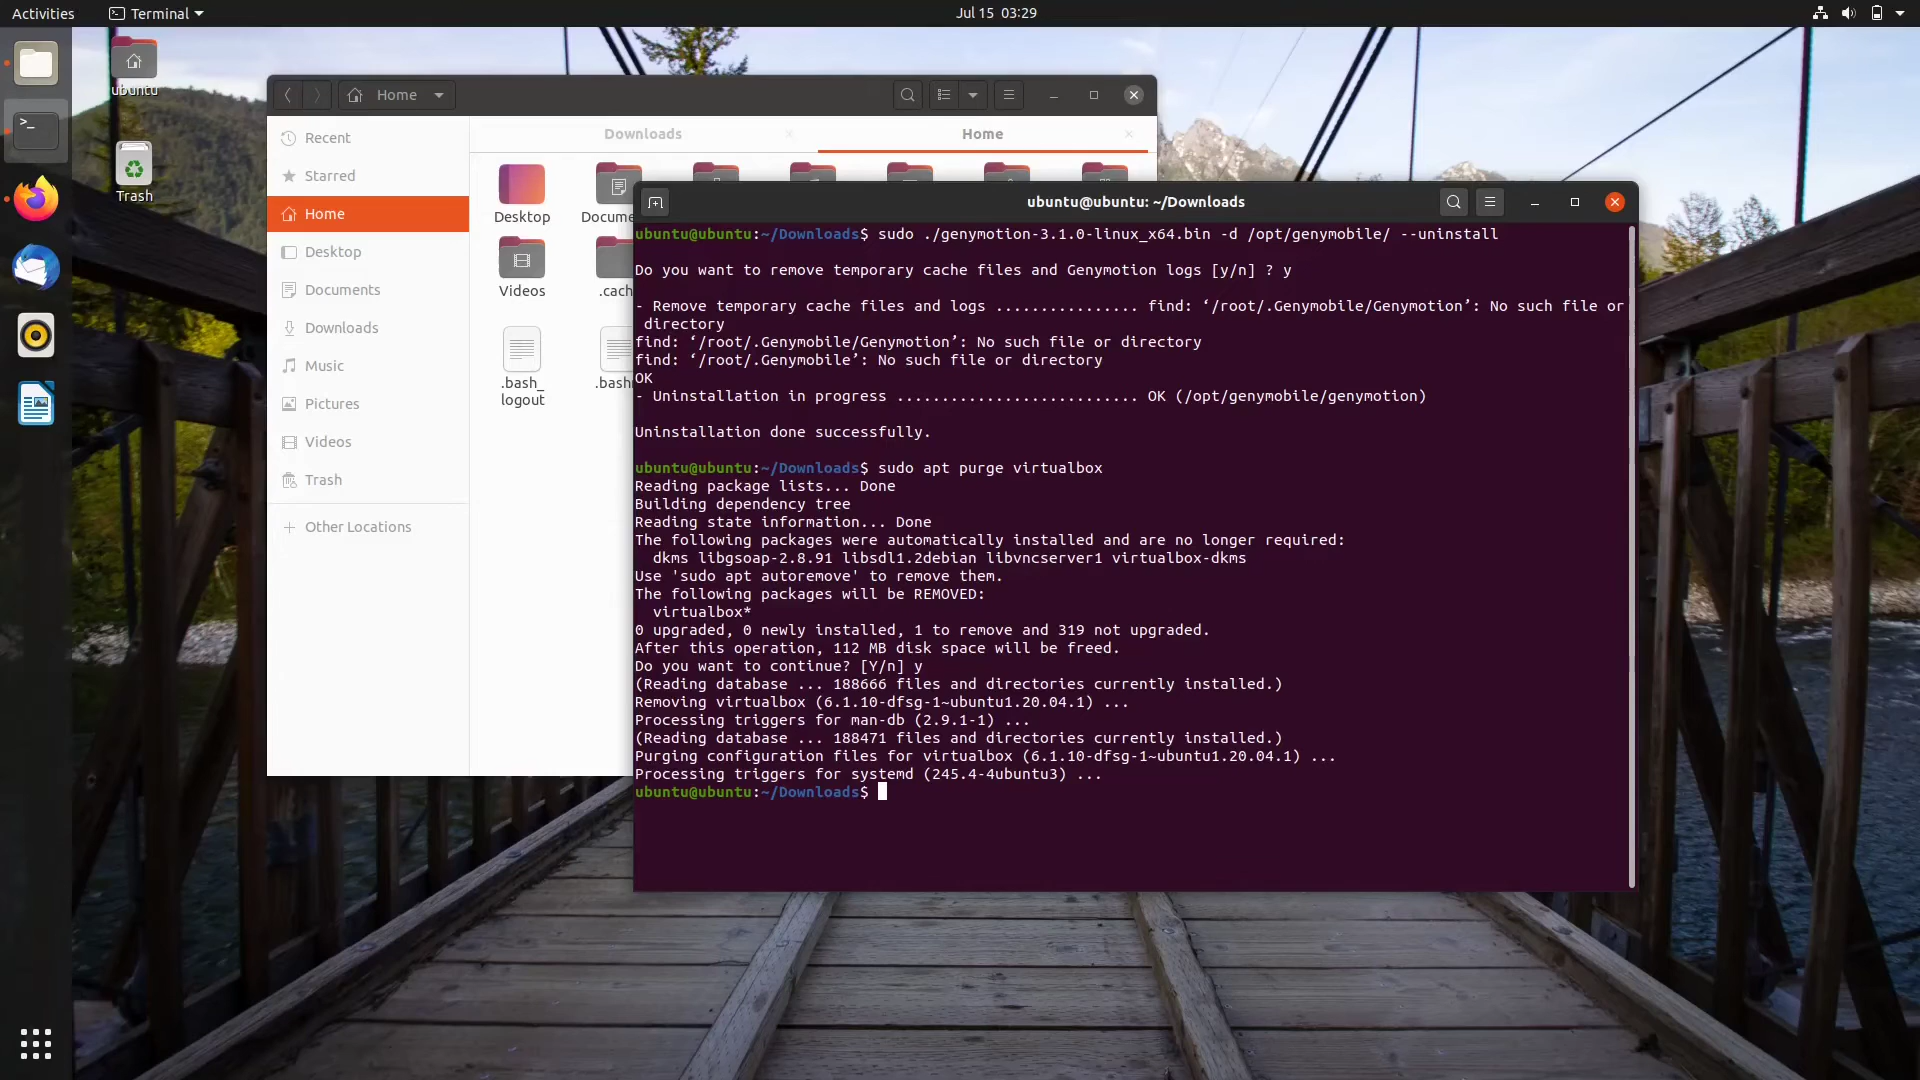 Activities
Terminal
Jul 15 03:29
ubuntu
Trash
Home
Recent
Starred
Home
Desktop
Documents
Downloads
Music
Pictures
Videos
Trash
Other Locations
Downloads
Home
Desktop
Docume
Videos
.cach
.bash_
logout
.bash
ubuntu@ubuntu: ~/Downloads
ubuntu@ubuntu:~/Downloads$ sudo ./genymotion-3.1.0-linux_x64.bin -d /opt/genymobile/ --uninstall
Do you want to remove temporary cache files and Genymotion logs [y/n] ? y
- Remove temporary cache files and logs ................ find: ‘/root/.Genymobile/Genymotion’: No such file or
directory
find: ‘/root/.Genymobile/Genymotion’: No such file or directory
find: ‘/root/.Genymobile’: No such file or directory
OK
- Uninstallation in progress ........................... OK (/opt/genymobile/genymotion)
Uninstallation done successfully.
ubuntu@ubuntu:~/Downloads$ sudo apt purge virtualbox
Reading package lists... Done
Building dependency tree
Reading state information... Done
The following packages were automatically installed and are no longer required:
dkms libgsoap-2.8.91 libsdl1.2debian libvncserver1 virtualbox-dkms
Use 'sudo apt autoremove' to remove them.
The following packages will be REMOVED:
virtualbox*
0 upgraded, 0 newly installed, 1 to remove and 319 not upgraded.
After this operation, 112 MB disk space will be freed.
Do you want to continue? [Y/n] y
(Reading database ... 188666 files and directories currently installed.)
Removing virtualbox (6.1.10-dfsg-1~ubuntu1.20.04.1) ...
Processing triggers for man-db (2.9.1-1) ...
(Reading database ... 188471 files and directories currently installed.)
Purging configuration files for virtualbox (6.1.10-dfsg-1~ubuntu1.20.04.1) ...
Processing triggers for systemd (245.4-4ubuntu3) ...
ubuntu@ubuntu:~/Downloads$